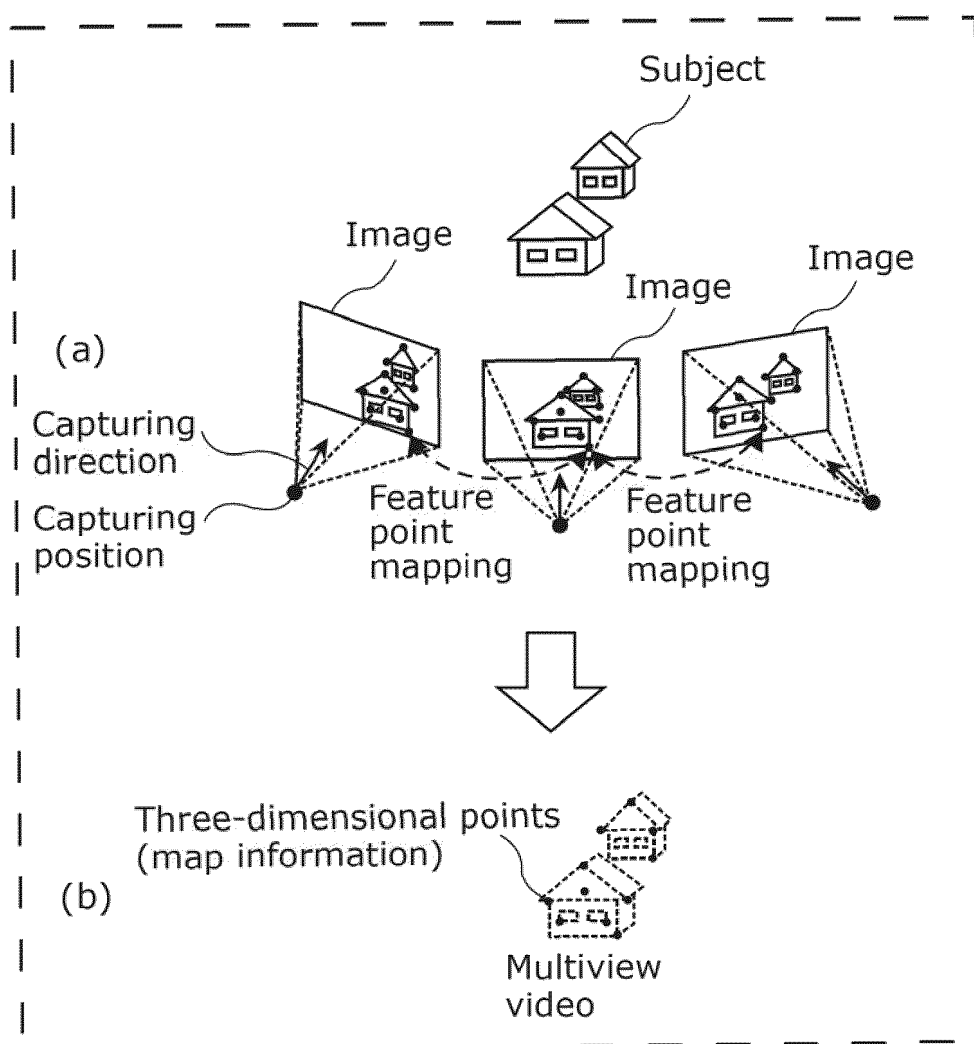 Subject
Image
Image
Image
(a)
Capturing
direction
Capturing
position
Feature
point
mapping
Feature
point
mapping
Three-dimensional points
(map information)
(b)
Multiview
video